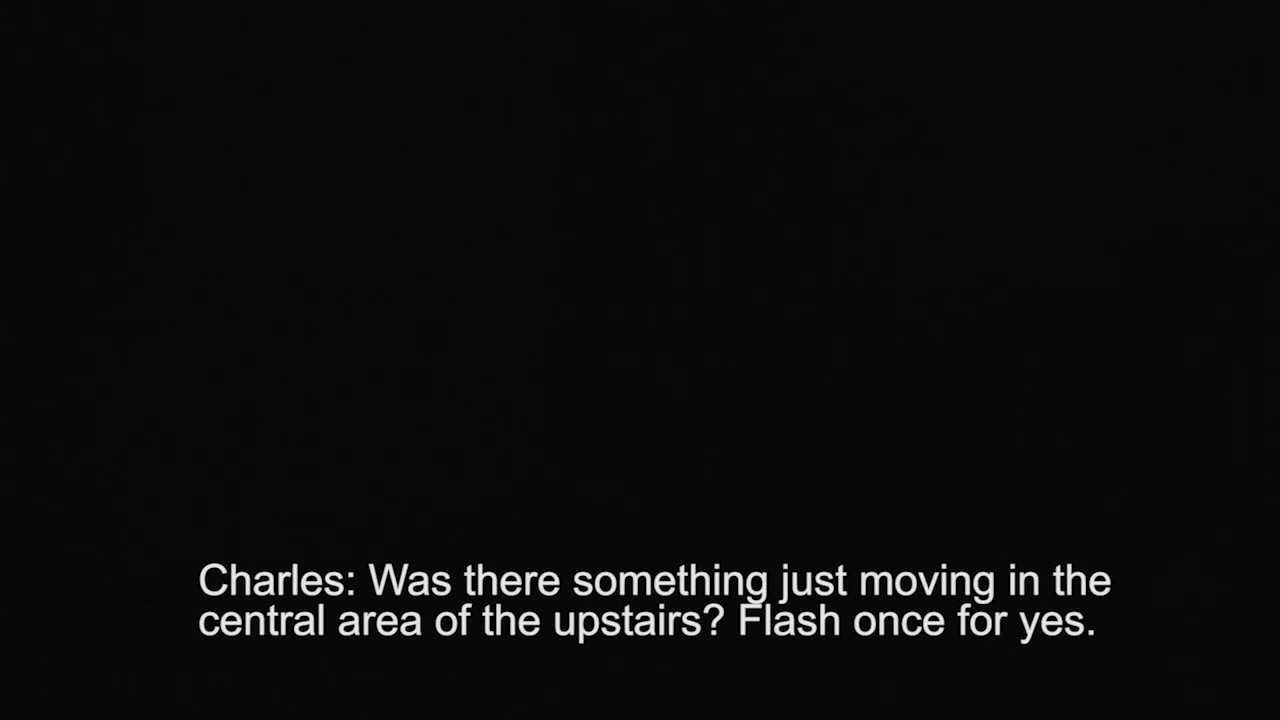 Charles: Was there something just moving in the
central area of the upstairs? Flash once for yes.